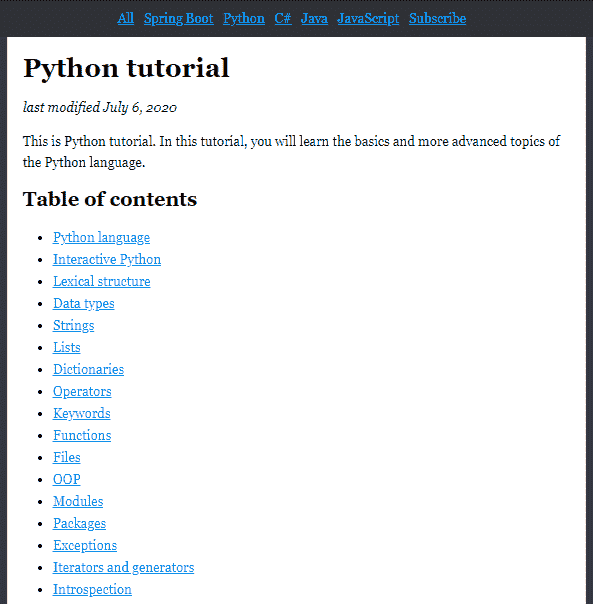 All Spring Boot Python C# Java JavaScript Subscribe
Python tutorial
last modified July 6, 2020
This is Python tutorial. In this tutorial, you will learn the basics and more advanced topics of
the Python language.
Table of contents
Python language
Interactive Python
Lexical structure
Data types
Strings
Lists
Dictionaries
Operators
Keywords
Functions
Files
OOP
Modules
Packages
Exceptions
Iterators and generators
Introspection